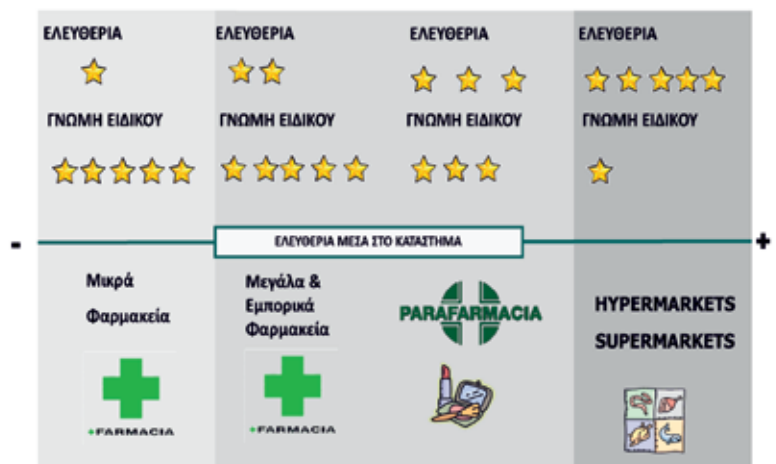 ΕΛΕΥΘΕΡΙΑ
ΓΝΩΜΗ ΕΙΔΙΚΟΥ
ΕΛΕΥΘΕΡΙΑ
ΓΝΩΜΗ ΕΙΔΙΚΟΥ
ΕΛΕΥΘΕΡΙΑ
ΓΝΩΜΗ ΕΙΔΙΚΟΥ
ΕΛΕΥΘΕΡΙΑ
ΓΝΩΜΗ ΕΙΔΙΚΟΥ
-
ΕΛΕΥΘΕΡΙΑ ΜΕΣΑ ΣΤΟ ΚΑΤΑΣΤΗΜΑ
+
Μικρά
Φαρμακεία
+FARMACIA
Μεγάλα &
Εμπορικά
Φαρμακεία
+FARMACIA
PARAFARMACIA
HYPERMARKETS
SUPERMARKETS